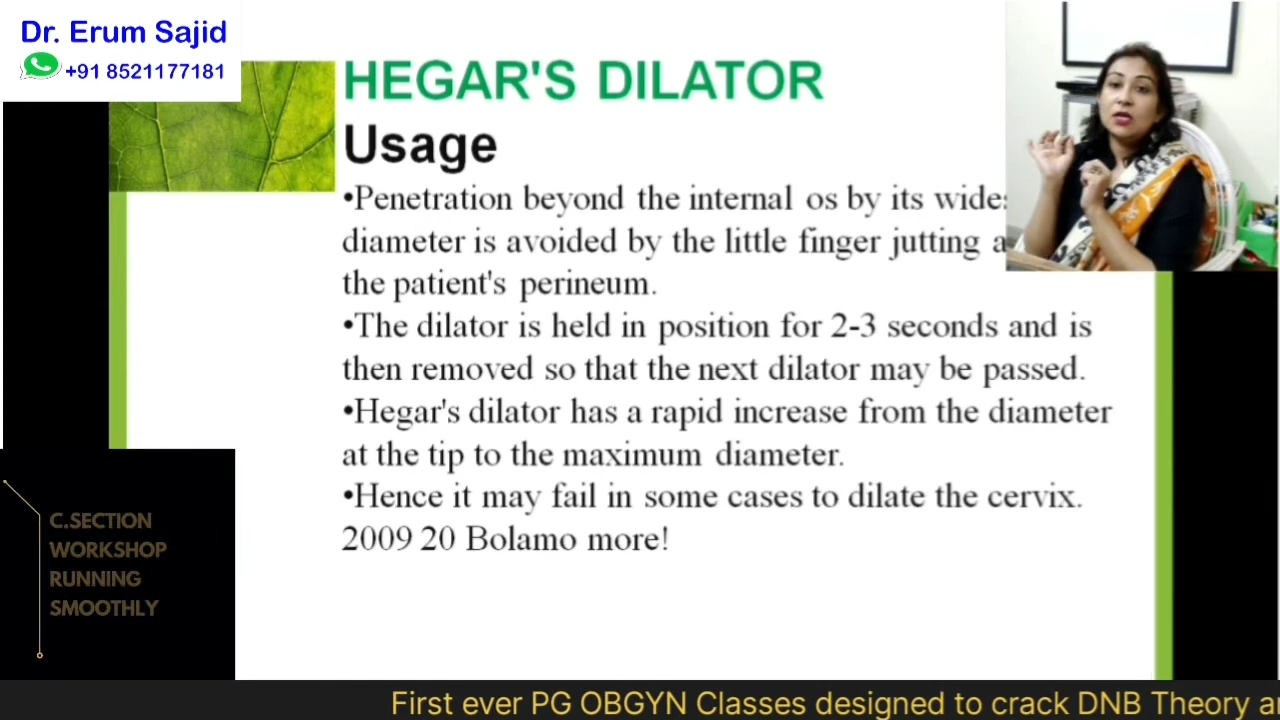 Dr. Erum Sajid
+91 8521177181
HEGAR'S DILATOR
Usage
•Penetration beyond the internal os by its
diameter is avoided by the little finger jutting
the patient's perineum.
•The dilator is held in position for 2-3 seconds and is
then removed so that the next dilator may be passed.
•Hegar's dilator has a rapid increase from the diameter
at the tip to the maximum diameter.
•Hence it may fail in some cases to dilate the cervix.
2009 20 Bolamo more!
C.SECTION
WORKSHOP
RUNNING
SMOOTHLY
First ever PG OBGYN Classes designed to crack DNB Theory